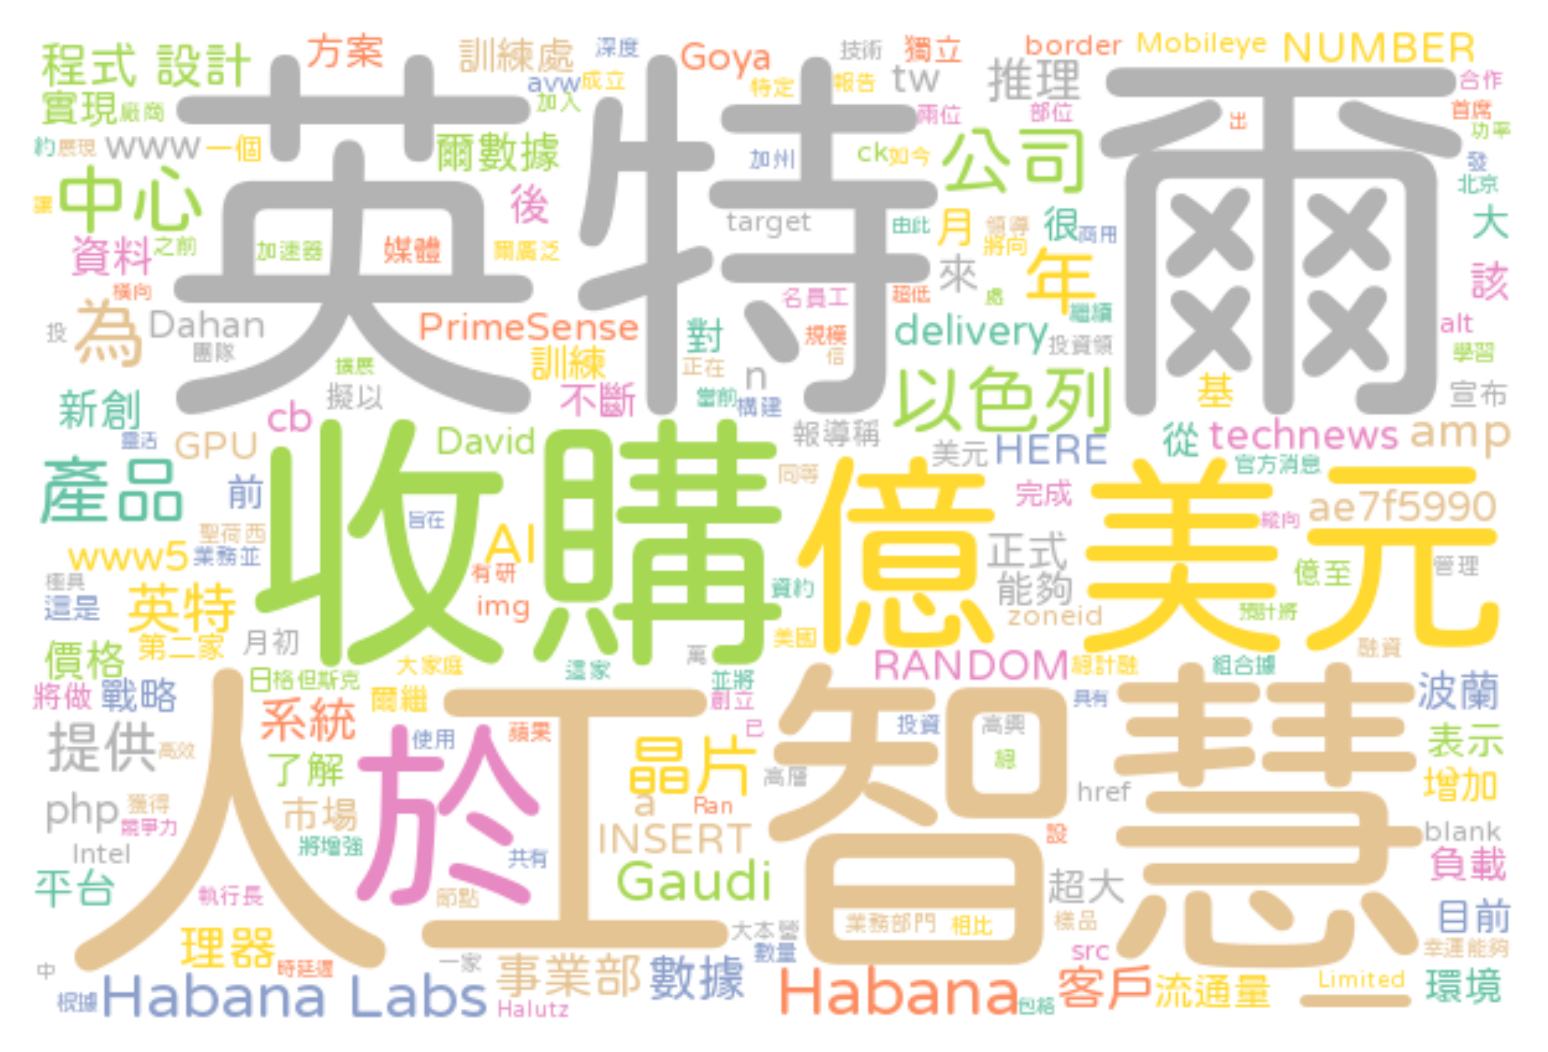 程式 設計
方案
訓練處
深度
Goya
技術
獨立
border
Mobileye
NUMBER
實現
廠商
avw
成立
加入
特定
報告
tw
推理
合作
首席
約
展現
www
一個
爾數據
兩位
部位
出
功率
讓
中心
後
加州
ck
如今
公司
發
北京
英特爾
資料
之前
加速器
媒體
爾廣泛
target
由此
月
領導
將向
很
商用
大
橫向
名員工
超低
來
處
年
該
投
為
Dahan
團隊
PrimeSense
對
規模
信
delivery
繼續
投資領
alt
學習
擴展
訓練
正在
n
新創
擬以
cb
不斷
當前
構建
以色列
基
宣布
靈活
GPU
David
報導稱
美元
HERE
從
technews
amp
產品
前
收購
億
美元
同等
完成
官方消息
聖荷西
旨在
縱向
ae7f5990
www5
業務並
AI
正式
極具
有研
能夠
億至
管理
這是
英特
img
資約
zoneid
預計將
第二家
月初
美國
融資
價格
日格但斯克
大家庭
這家
萬
並將
RANDOM
總計融
組合據
將做
戰略
爾繼
創立
具有
波蘭
人工智慧
系統
於
使用
蘋果
已
投資
高興
提供
高效
了解
晶片
高層
總
表示
php
獲得
市場
a
Ran
href
增加
競爭力
INSERT
設
blank
Intel
將增強
共有
負載
平台
執行長
節點
Gaudi
超大
理器
大本營
業務部門
相比
樣品
目前
中
時延遲
一家
事業部
數據
數量
src
幸運能夠
根據
Habana Labs
Halutz
Habana
包括
客戶
流通量
Limited
環境